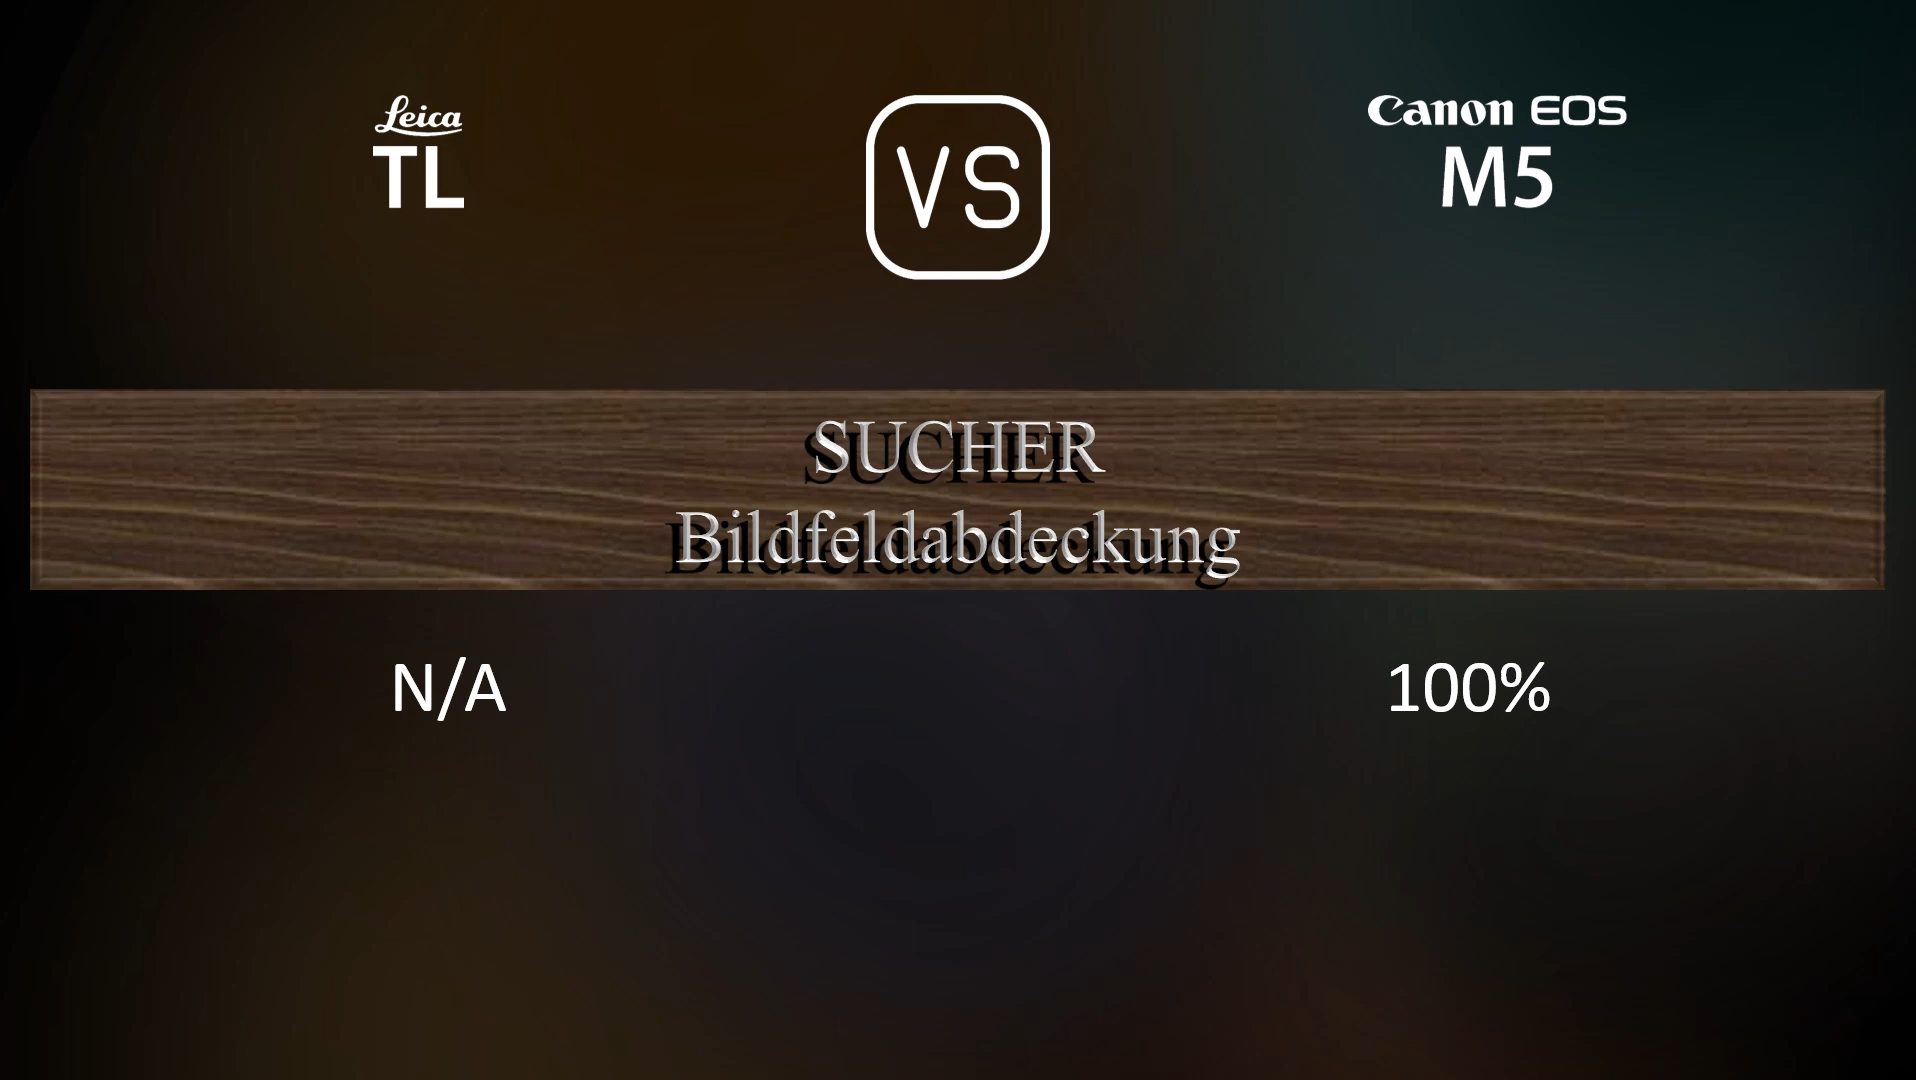 Leica
TL
VS
Canon EOS
M5
SUCHER
Bildfeldabdeckung
N/A
100%